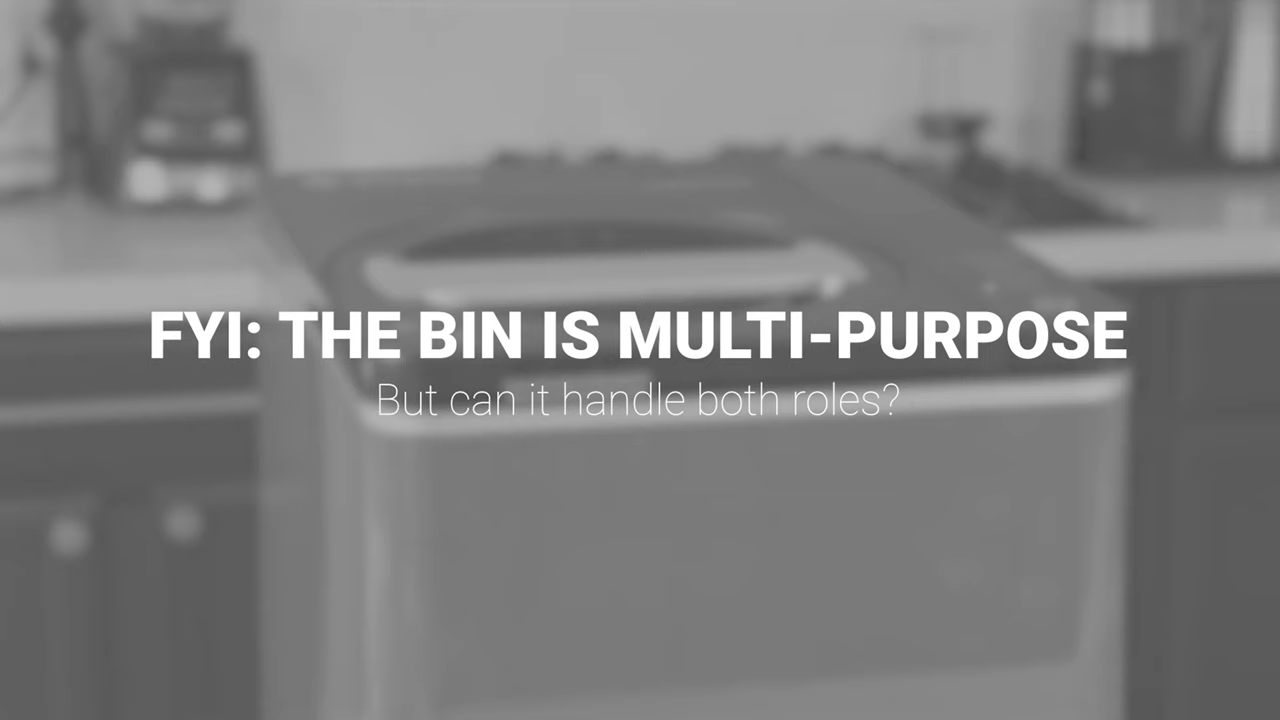 FYI: THE BIN IS MULTI-PURPOSE
But can it handle both roles?